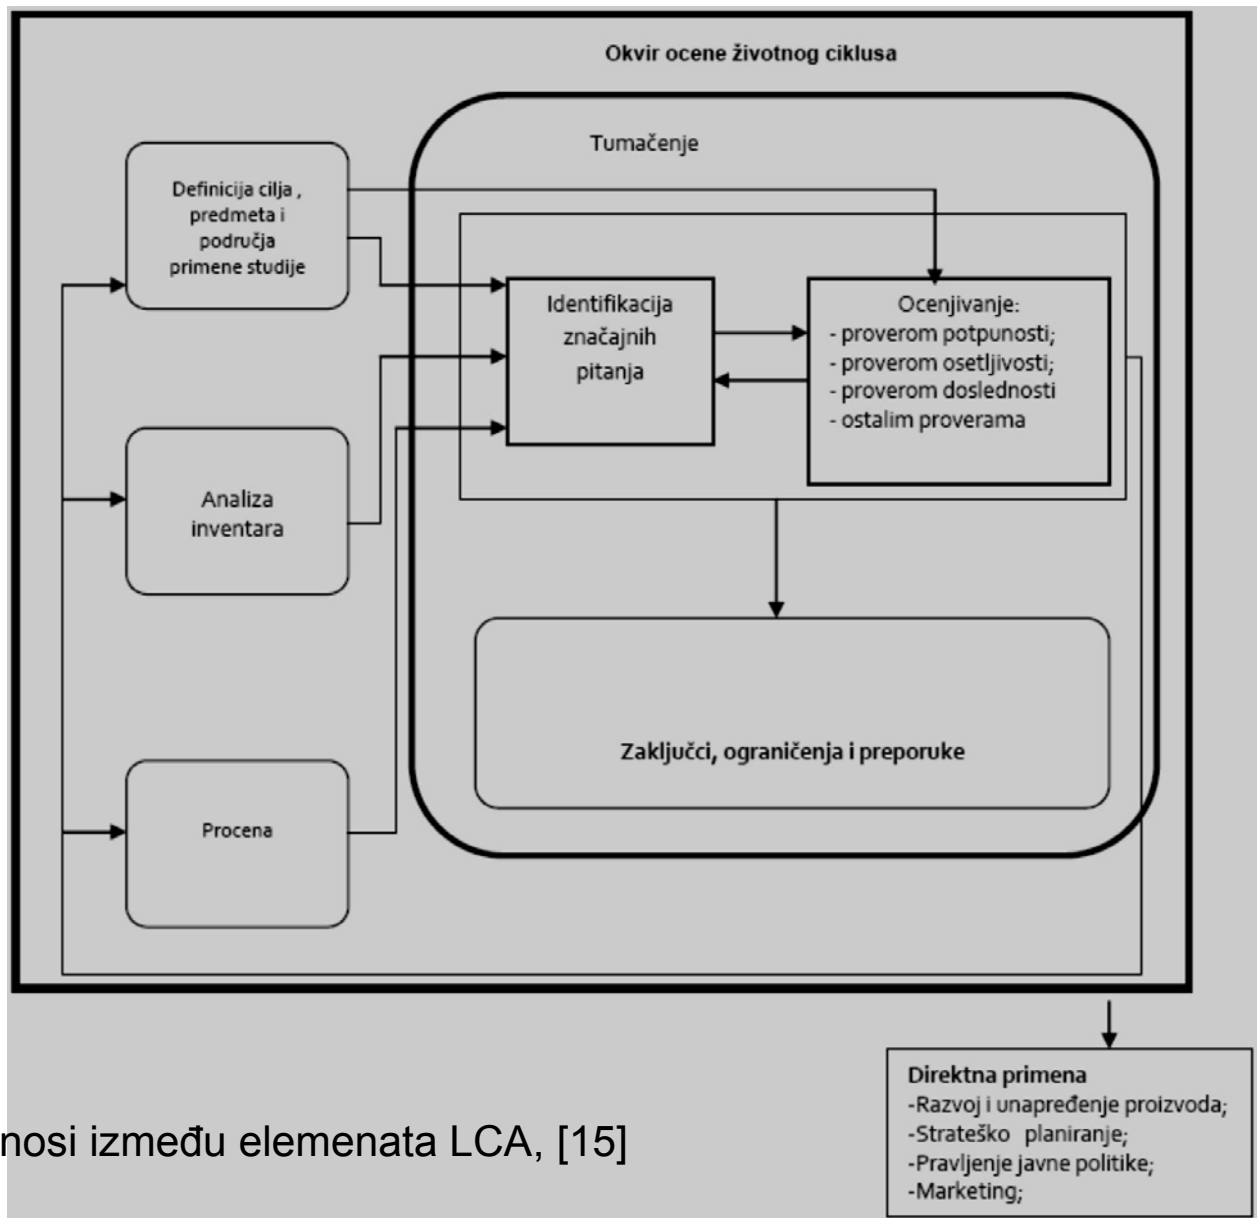 Okvir ocene životnog ciklusa
Tumačenje
Definicija cilja ,
predmeta i
područja
primene studije
Identifikacija
značajnih
pitanja
Ocenjivanje:
- proverom potpunosti;
- proverom osetljivosti;
- proverom doslednosti
- ostalim proverama
Analiza
inventara
Zaključci, ograničenja i preporuke
Procena
Direktna primena
-Razvoj i unapređenje proizvoda;
-Strateško planiranje;
-Pravljenje javne politike;
-Marketing;
nosi između elemenata LCA, [15]